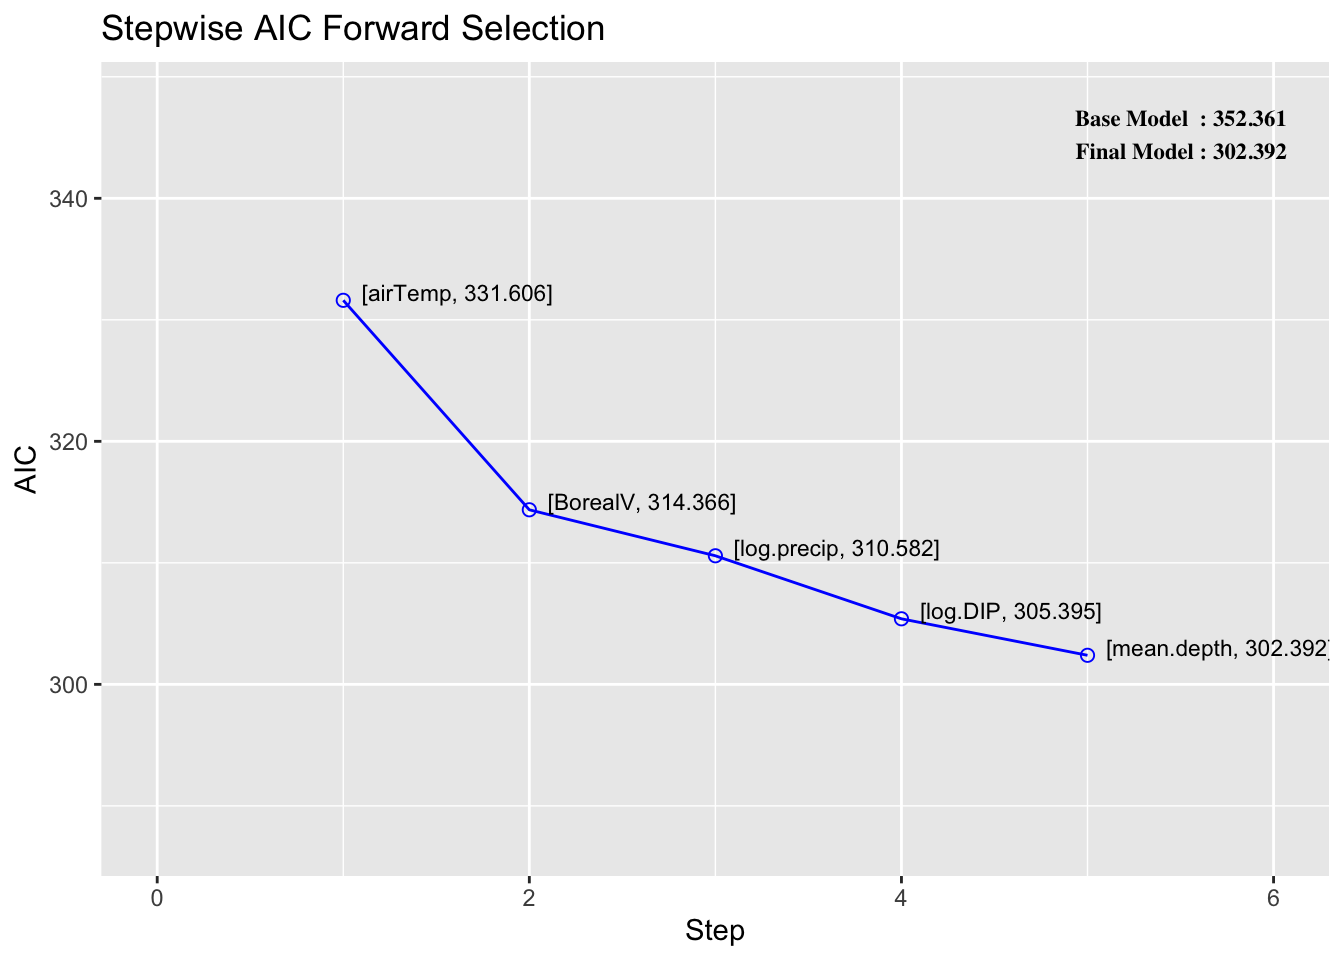 Stepwise AIC Forward Selection
Base Model : 352.361
Final Model : 302.392
340
[airTemp, 331.606]
320
AIC
[BorealV, 314.366]
[log.precip, 310.582]
[log.DIP, 305.395]
[mean.depth, 302.392]
300
0
2
4
6
Step